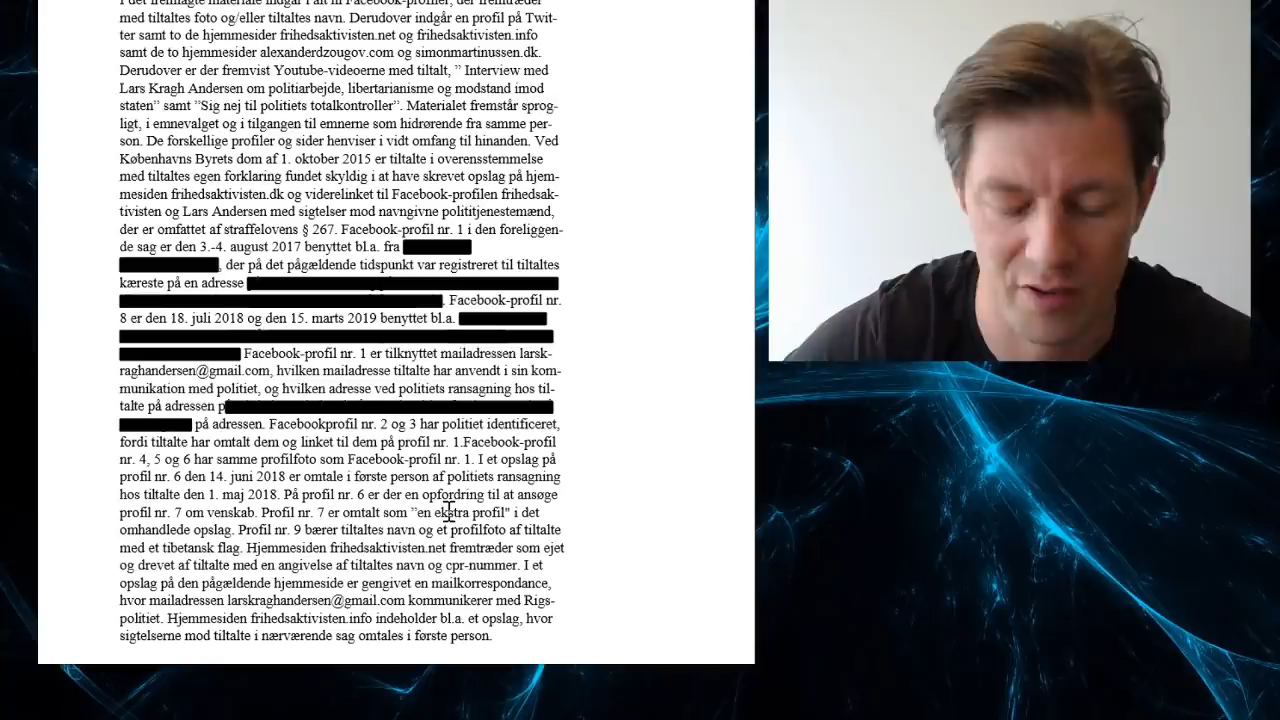 I det fremlagte materiale indgår i alt ni Facebook-profiler, der fremtræder
med tiltaltes foto og/eller tiltaltes navn. Derudover indgår en profil på Twit-
ter samt to de hjemmesider frihedsaktivisten.net og frihedsaktivisten.info
samt de to hjemmesider alexanderdzougov.com og simonmartinussen.dk.
Derudover er der fremvist Youtube-videoerne med tiltalt, ” Interview med
Lars Kragh Andersen om politiarbejde, libertarianisme og modstand imod
staten” samt ”Sig nej til politiets totalkontroller”. Materialet fremstår sprog-
ligt, i emnevalget og i tilgangen til emnerne som hidrørende fra samme per-
son. De forskellige profiler og sider henviser i vidt omfang til hinanden. Ved
Københavns Byrets dom af 1. oktober 2015 er tiltalte i overensstemmelse
med tiltaltes egen forklaring fundet skyldig i at have skrevet opslag på hjem-
mesiden frihedsaktivisten.dk og viderelinket til Facebook-profilen frihedsak-
tivisten og Lars Andersen med sigtelser mod navngivne polititjenestemænd,
der er omfattet af straffelovens § 267. Facebook-profil nr. 1 i den foreliggen-
de sag er den 3.-4. august 2017 benyttet bl.a. fra
, der på det pågældende tidspunkt var registreret til tiltaltes
kæreste på en adresse
. Facebook-profil nr.
8 er den 18. juli 2018 og den 15. marts 2019 benyttet bl.a.
Facebook-profil nr. 1 er tilknyttet mailadressen larsk-
raghandersen@gmail.com, hvilken mailadresse tiltalte har anvendt i sin kom-
munikation med politiet, og hvilken adresse ved politiets ransagning hos til-
talte på adressen p
på adressen. Facebookprofil nr. 2 og 3 har politiet identificeret,
fordi tiltalte har omtalt dem og linket til dem på profil nr. 1.Facebook-profil
nr. 4, 5 og 6 har samme profilfoto som Facebook-profil nr. 1. I et opslag på
profil nr. 6 den 14. juni 2018 er omtale i første person af politiets ransagning
hos tiltalte den 1. maj 2018. På profil nr. 6 er der en opfordring til at ansøge
profil nr. 7 om venskab. Profil nr. 7 er omtalt som ”en ekstra profil" i det
omhandlede opslag. Profil nr. 9 bærer tiltaltes navn og et profilfoto af tiltalte
med et tibetansk flag. Hjemmesiden frihedsaktivisten.net fremtræder som ejet
og drevet af tiltalte med en angivelse af tiltaltes navn og cpr-nummer. I et
opslag på den pågældende hjemmeside er gengivet en mailkorrespondance,
hvor mailadressen larskraghandersen@gmail.com kommunikerer med Rigs-
politiet. Hjemmesiden frihedsaktivisten.info indeholder bl.a. et opslag, hvor
sigtelserne mod tiltalte i nærværende sag omtales i første person.